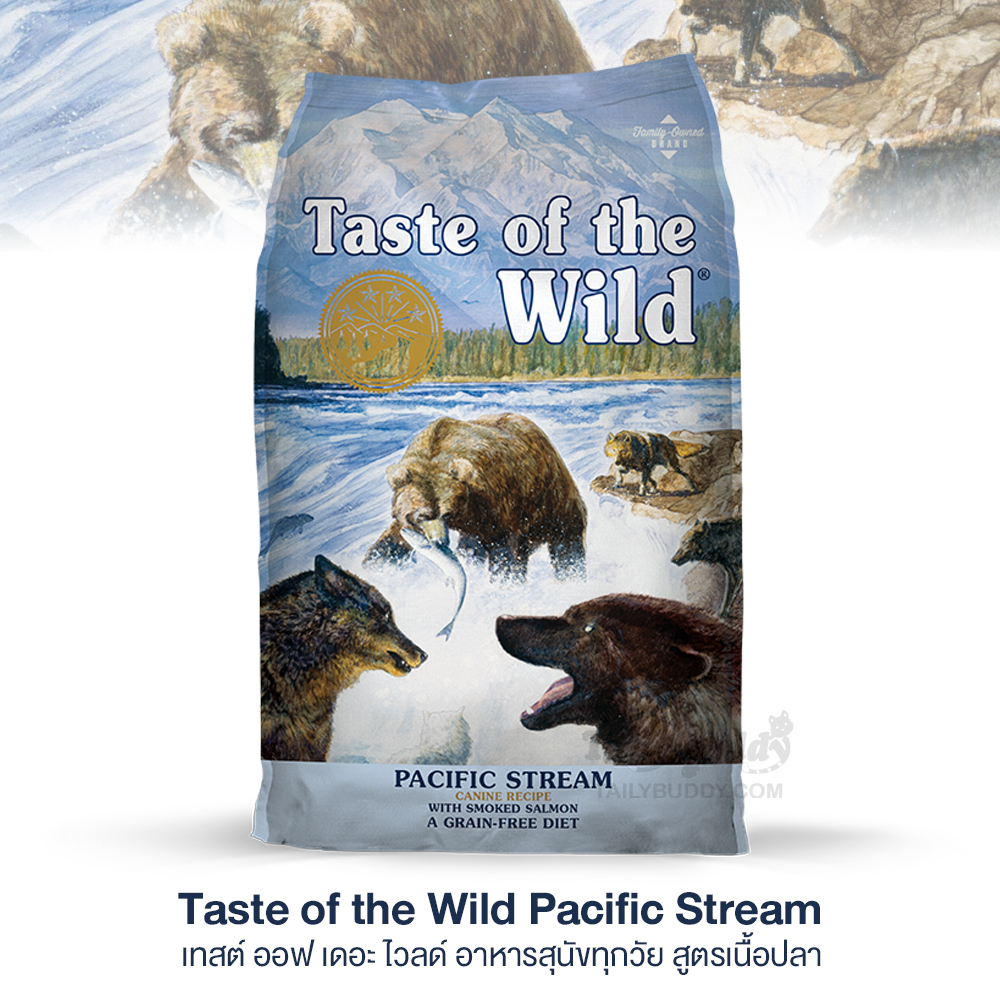 Family-Owned
BRAND
Taste of the
Wild®
PACIFIC STREAM
CANINE RECIPE
WITH SMOKED SALMON
A GRAIN-FREE DIET
TAILYBUDDY.COM
Taste of the Wild Pacific Stream
เทสต์ ออฟ เดอะ ไวลด์ อาหารสุนัขทุกวัย สูตรเนื้อปลา